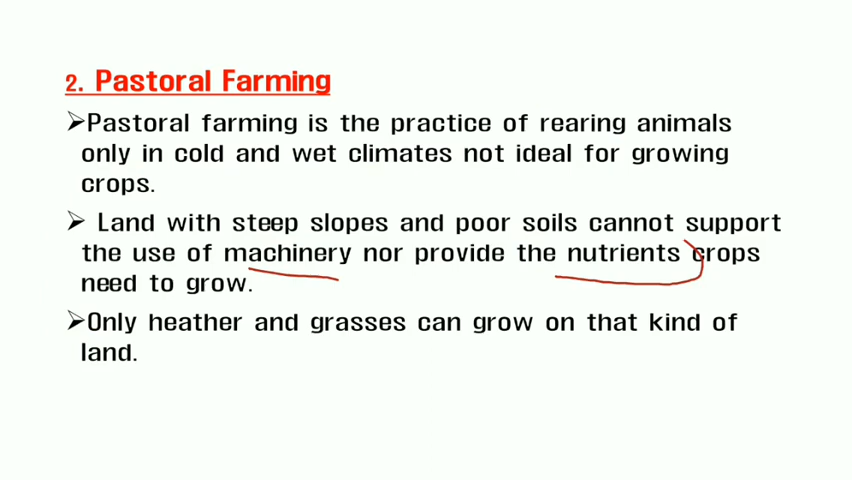 2. Pastoral Farming
➢Pastoral farming is the practice of rearing animals
only in cold and wet climates not ideal for growing
crops.
➢ Land with steep slopes and poor soils cannot support
the use of machinery nor provide the nutrients crops
need to grow.
➢Only heather and grasses can grow on that kind of
land.